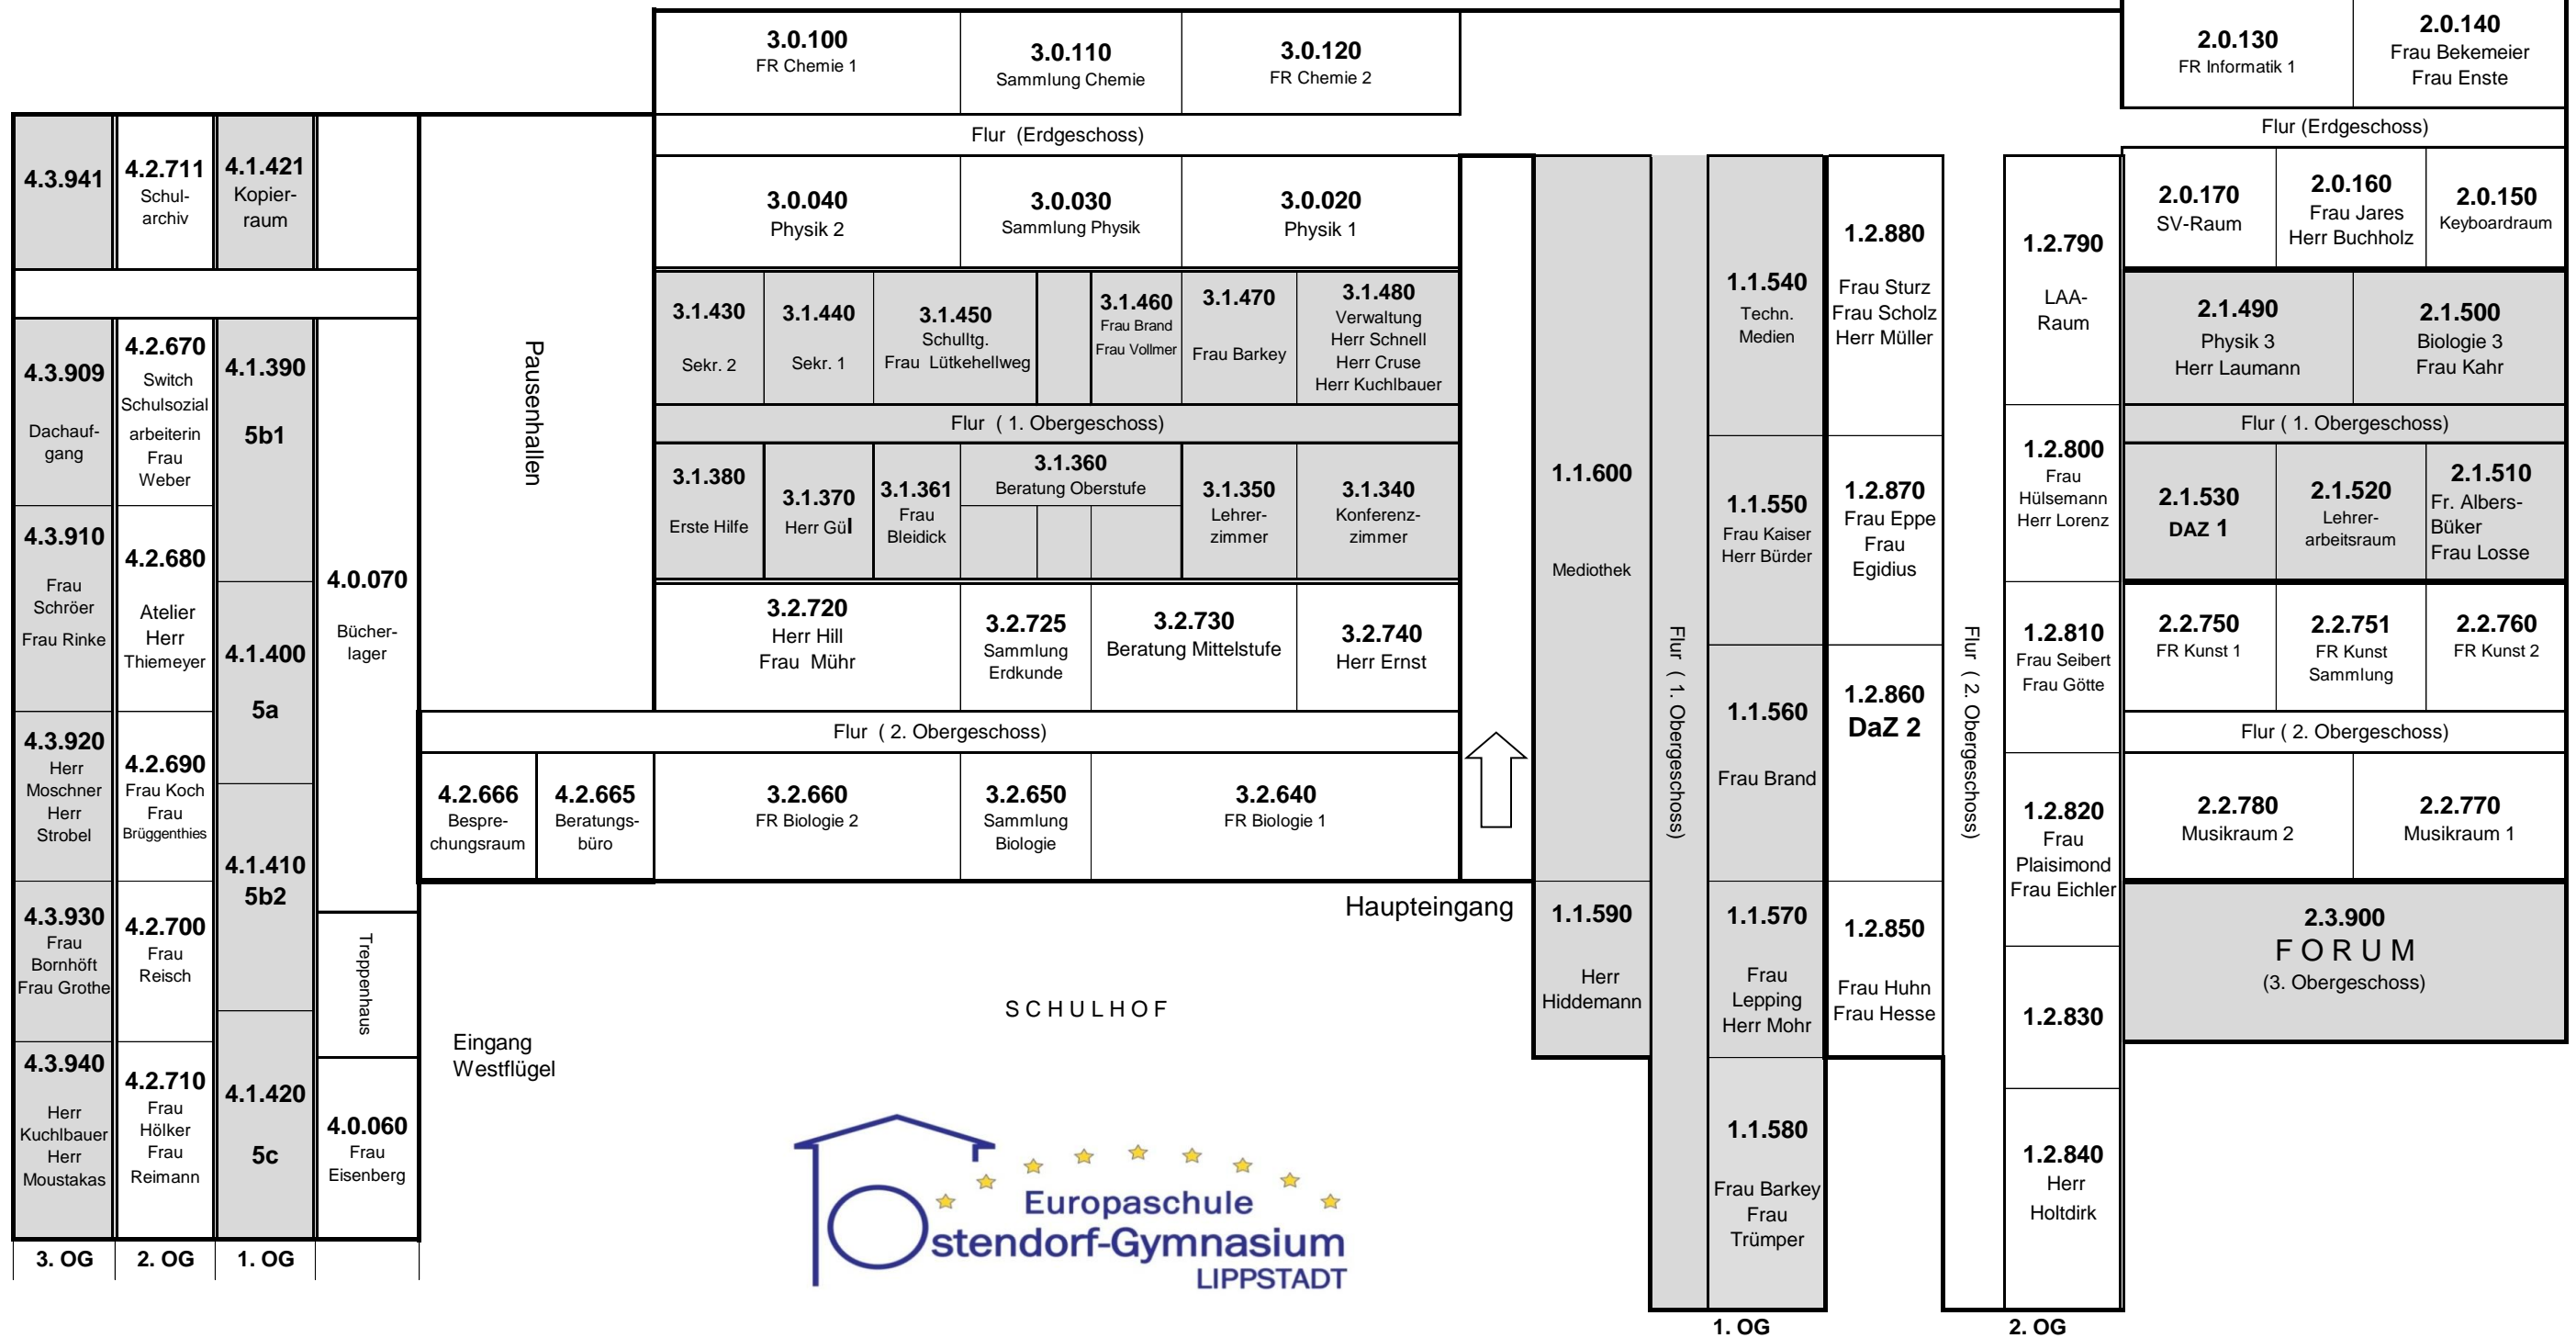 3.0.100
FR Chemie 1
3.0.110
Sammlung Chemie
3.0.120
FR Chemie 2
2.0.130
FR Informatik 1
2.0.140
Frau Bekemeier
Frau Enste
Flur (Erdgeschoss)
Flur (Erdgeschoss)
4.3.941
4.2.711
Schul-
archiv
4.1.421
Kopier-
raum
3.0.040
Physik 2
3.0.030
Sammlung Physik
3.0.020
Physik 1
2.0.170
SV-Raum
2.0.160
Frau Jares
Herr Buchholz
2.0.150
Keyboardraum
4.3.909
Dachauf-
gang
4.2.670
Switch
Schulsozial
arbeiterin
Frau
Weber
4.1.390
5b1
4.0.070
Bücher-
lager
Pausenhallen
3.1.430
Sekr. 2
3.1.440
Sekr. 1
3.1.450
Schulltg.
Frau Lütkehellweg
3.1.460
Frau Brand
Frau Vollmer
3.1.470
Frau Barkey
3.1.480
Verwaltung
Herr Schnell
Herr Cruse
Herr Kuchlbauer
Flur ( 1. Obergeschoss)
3.1.380
Erste Hilfe
3.1.370
Herr Gül
3.1.361
Frau
Bleidick
3.1.360
Beratung Oberstufe
3.1.350
Lehrer-
zimmer
3.1.340
Konferenz-
zimmer
3.2.720
Herr Hill
Frau Mühr
3.2.725
Sammlung
Erdkunde
3.2.730
Beratung Mittelstufe
3.2.740
Herr Ernst
Flur ( 2. Obergeschoss)
4.2.666
Bespre-
chungsraum
4.2.665
Beratungs-
büro
3.2.660
FR Biologie 2
3.2.650
Sammlung
Biologie
3.2.640
FR Biologie 1
1.1.600
Mediothek
1.1.590
Herr
Hiddemann
Flur ( 1. Obergeschoss)
1.1.540
Techn.
Medien
1.1.550
Frau Kaiser
Herr Bürder
1.1.560
Frau Brand
1.1.570
Frau
Lepping
Herr Mohr
1.1.580
Frau Barkey
Frau
Trümper
1. OG
1.2.880
Frau Sturz
Frau Scholz
Herr Müller
1.2.870
Frau Eppe
Frau
Egidius
1.2.860
DaZ 2
1.2.850
Frau Huhn
Frau Hesse
Flur ( 2. Obergeschoss)
1.2.790
LAA-
Raum
1.2.800
Frau
Hülsemann
Herr Lorenz
1.2.810
Frau Seibert
Frau Götte
1.2.820
Frau
Plaisimond
Frau Eichler
1.2.830
1.2.840
Herr
Holtdirk
2. OG
2.1.490
Physik 3
Herr Laumann
2.1.500
Biologie 3
Frau Kahr
Flur ( 1. Obergeschoss)
2.1.530
DAZ 1
2.1.520
Lehrer-
arbeitsraum
2.1.510
Fr. Albers-
Büker
Frau Losse
2.2.750
FR Kunst 1
2.2.751
FR Kunst
Sammlung
2.2.760
FR Kunst 2
Flur ( 2. Obergeschoss)
2.2.780
Musikraum 2
2.2.770
Musikraum 1
2.3.900
FORUM
(3. Obergeschoss)
4.3.910
Frau
Schröer
Frau Rinke
4.3.920
Herr
Moschner
Herr
Strobel
4.3.930
Frau
Bornhöft
Frau Grothe
4.3.940
Herr
Kuchlbauer
Herr
Moustakas
3. OG
4.2.680
Atelier
Herr
Thiemeyer
4.2.690
Frau Koch
Frau
Brüggenthies
4.2.700
Frau
Reisch
4.2.710
Frau
Hölker
Frau
Reimann
2. OG
4.1.400
5a
4.1.410
5b2
4.1.420
5c
1. OG
Treppenhaus
4.0.060
Frau
Eisenberg
Haupteingang
SCHULHOF
Eingang
Westflügel
Europaschule
Ostendorf-Gymnasium
LIPPSTADT